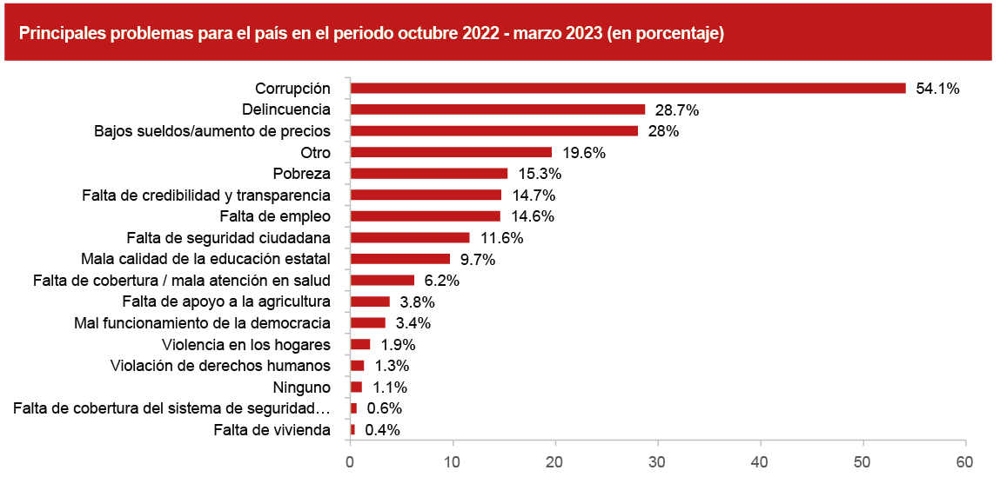 Principales problemas para el país en el periodo octubre 2022 - marzo 2023 (en porcentaje)
Corrupción 54.1%
Delincuencia 28.7%
Bajos sueldos/aumento de precios 28%
Otro 19.6%
Pobreza 15.3%
Falta de credibilidad y transparencia 14.7%
Falta de empleo 14.6%
Falta de seguridad ciudadana 11.6%
Mala calidad de la educación estatal 9.7%
Falta de cobertura / mala atención en salud 6.2%
Falta de apoyo a la agricultura 3.8%
Mal funcionamiento de la democracia 3.4%
Violencia en los hogares 1.9%
Violación de derechos humanos 1.3%
Ninguno 1.1%
Falta de cobertura del sistema de seguridad… 0.6%
Falta de vivienda 0.4%
0 10 20 30 40 50 60